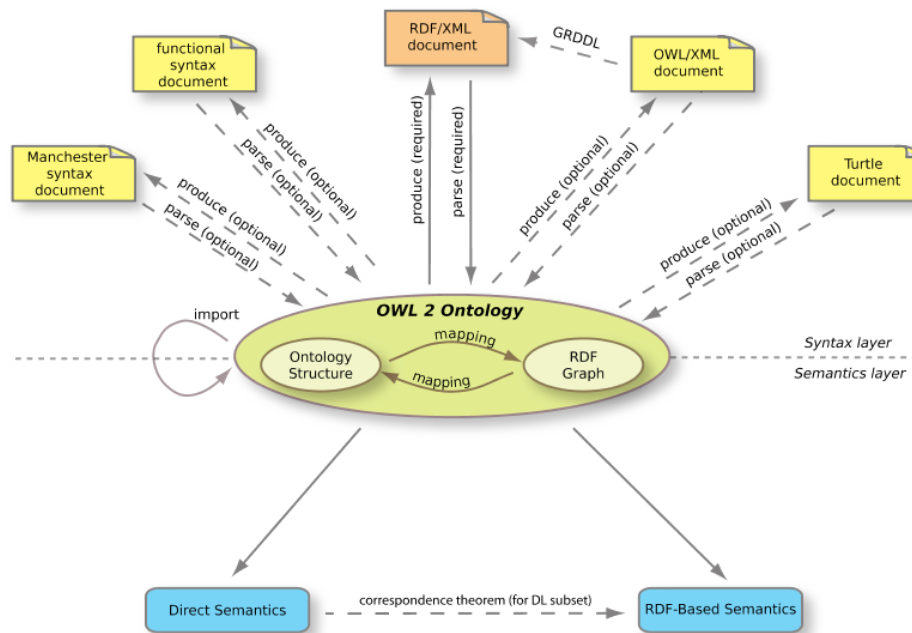 RDF/XML
document
functional
syntax
document
GRDDL
OWL/XML
document
Manchester
syntax
document
Turtle
document
produce (optional)
parse (optional)
produce (optional)
parse (optional)
produce (required)
parse (required)
produce (optional)
parse (optional)
produce (optional)
parse (optional)
import
OWL 2 Ontology
mapping
Ontology
Structure
RDF
Graph
mapping
Syntax layer
Semantics layer
Direct Semantics
correspondence theorem (for DL subset)
RDF-Based Semantics